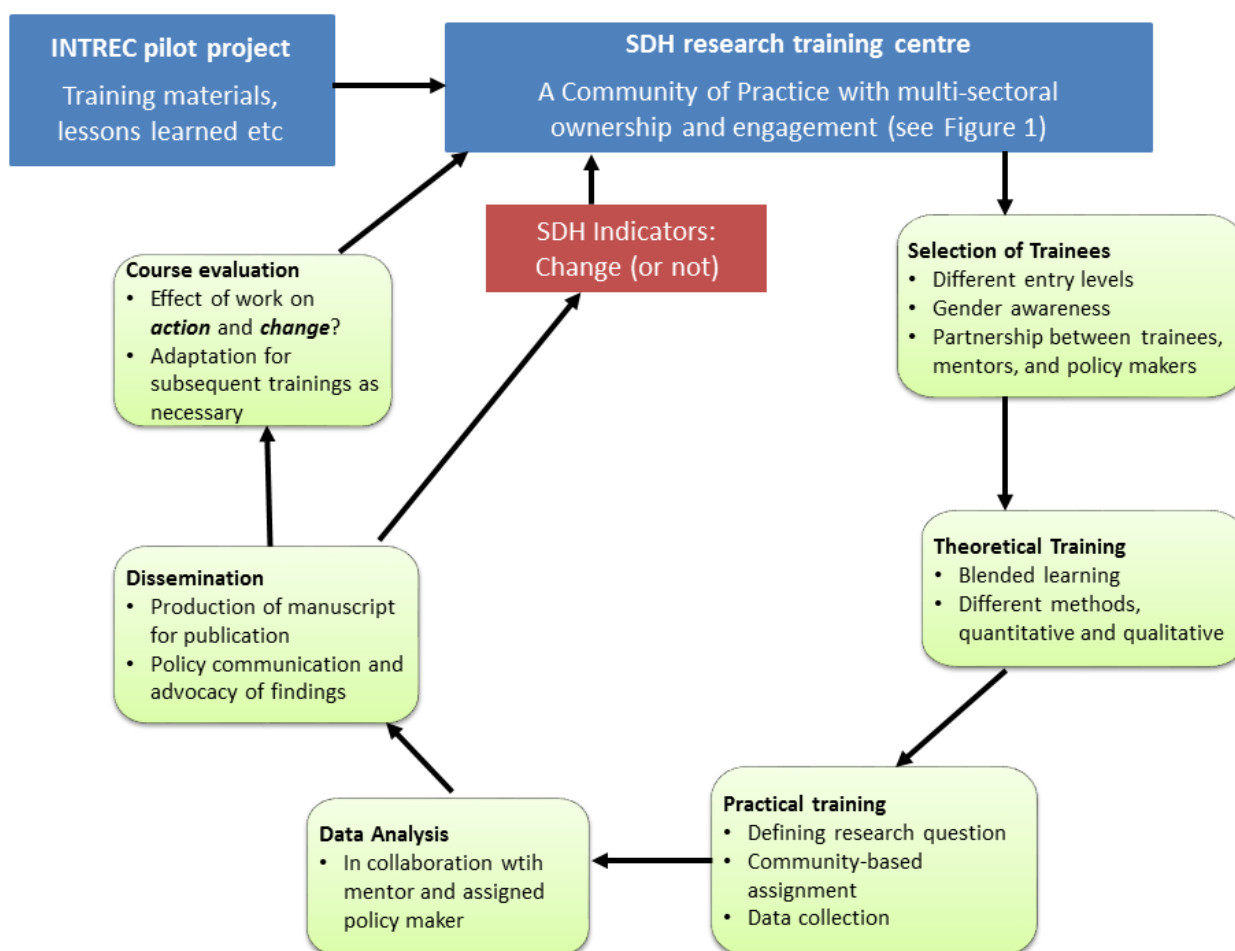 INTREC pilot project
Training materials,
lessons learned etc
SDH research training centre
A Community of Practice with multi-sectoral
ownership and engagement (see Figure 1)
SDH Indicators:
Change (or not)
Selection of Trainees
• Different entry levels
• Gender awareness
• Partnership between trainees,
mentors, and policy makers
Theoretical Training
• Blended learning
• Different methods,
quantitative and qualitative
Practical training
• Defining research question
• Community-based
assignment
• Data collection
Data Analysis
• In collaboration wtih
mentor and assigned
policy maker
Dissemination
• Production of manuscript
for publication
• Policy communication and
advocacy of findings
Course evaluation
• Effect of work on
action and change?
• Adaptation for
subsequent trainings as
necessary